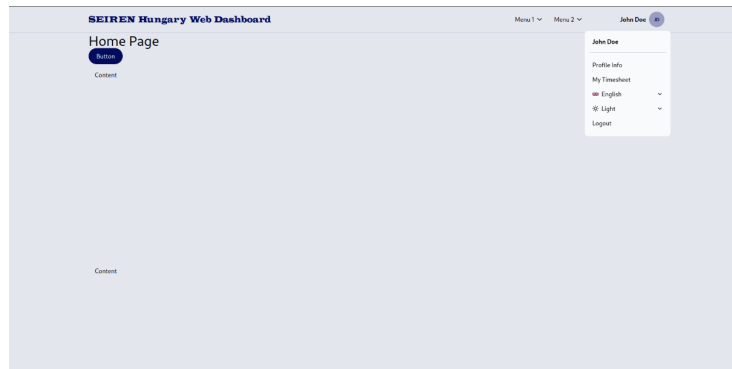 SEIREN Hungary Web Dashboard
Menu 1 Menu 2 John Doe
Home Page
Button
Content
John Doe
Profile Info
My Timesheet
English
Light
Logout
Content